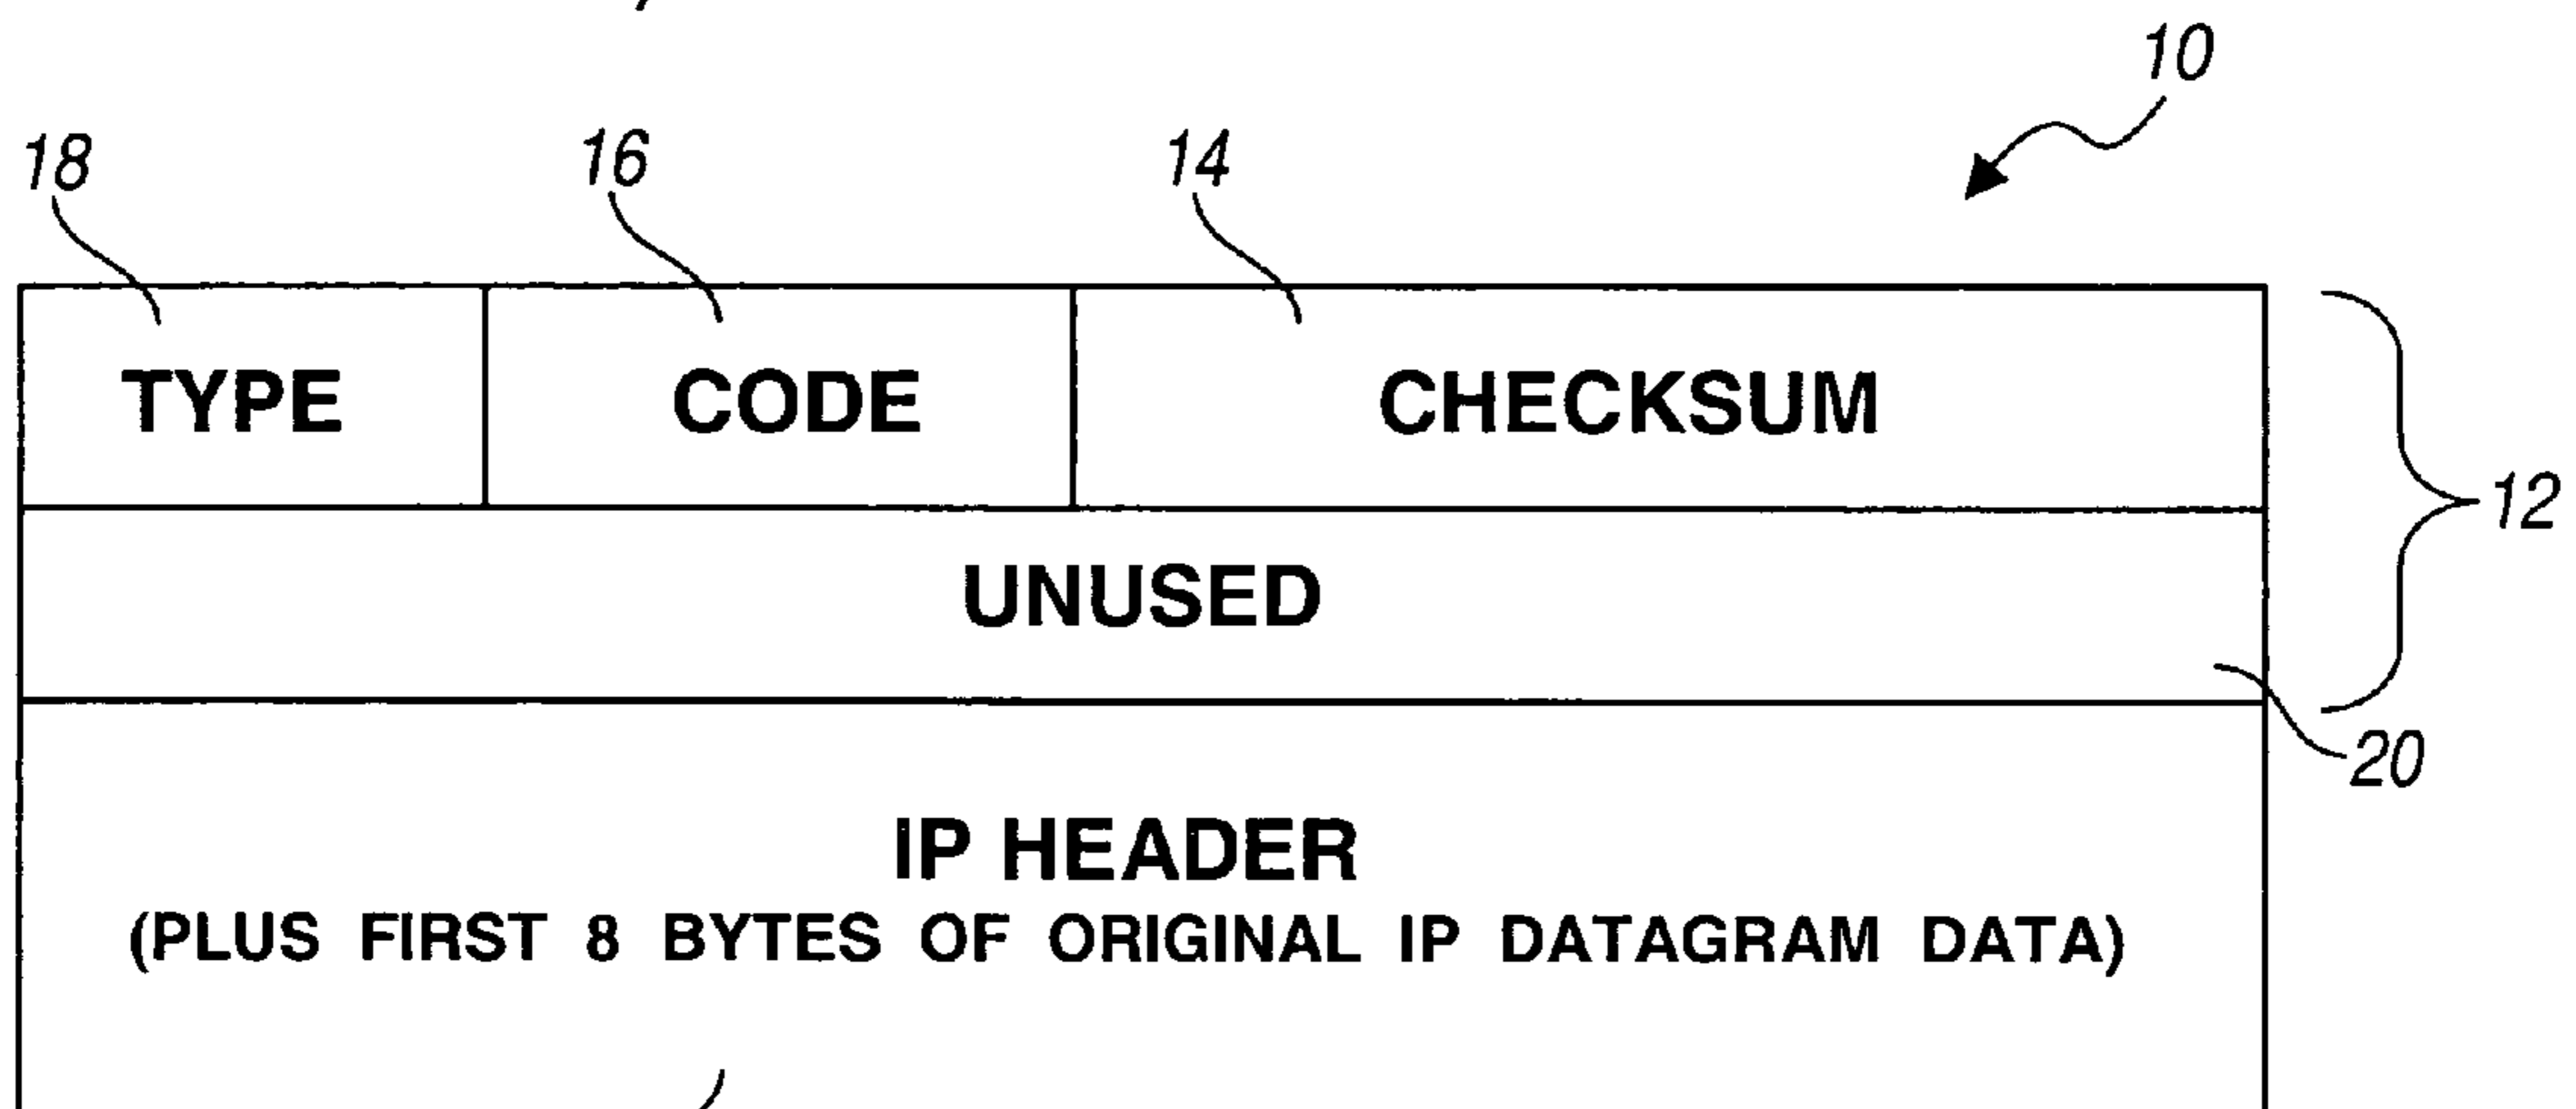 10
18 16 14
TYPE CODE CHECKSUM
12
UNUSED
20
IP HEADER
(PLUS FIRST 8 BYTES OF ORIGINAL IP DATAGRAM DATA)